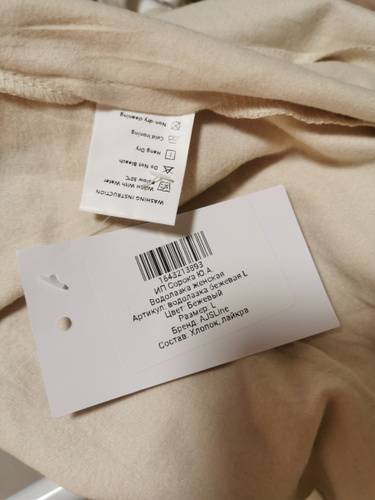 WASHING INSTRUCTION
Wash with Water
Below 30°C
Do Not Bleach
Hang Dry
Cold Ironing
Non dry cleaning
1643213893
ИП Сорока Ю.А.
Водолазка женская
Артикул: водолазка бежевая L
Цвет: Бежевый
Размер: L
Бренд: AJSLine
Состав: Хлопок, лайкра